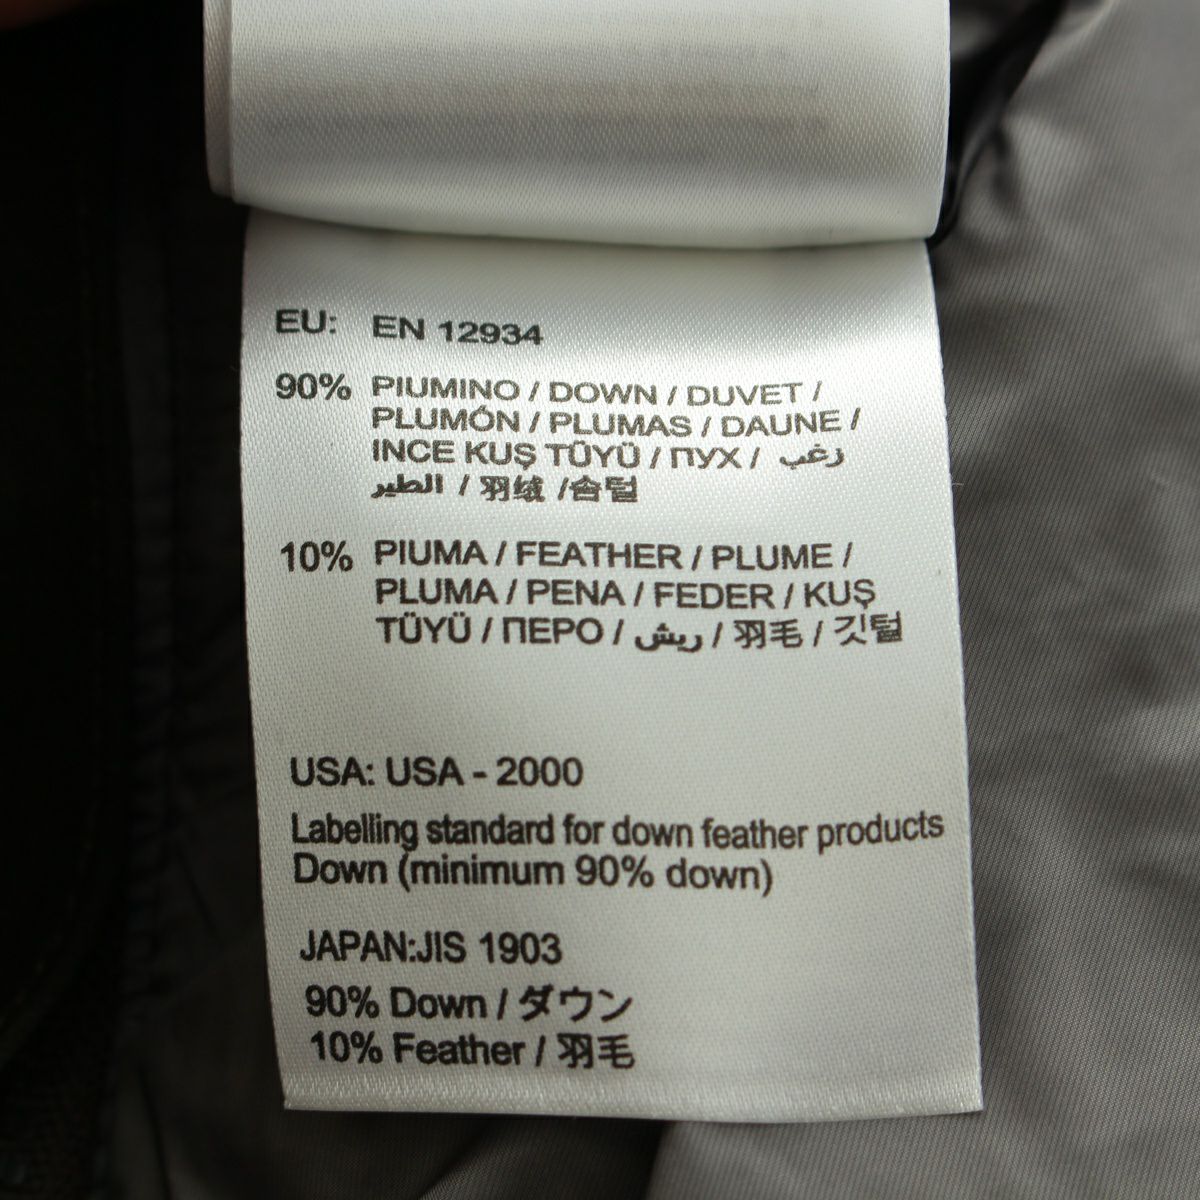 EU: EN 12934
90% PIUMINO / DOWN / DUVET /
PLUMÓN / PLUMAS / DAUNE /
INCE KUŞ TÜYÜ / ПУХ / رغب
الطير / 羽绒 /솜털
10% PIUMA / FEATHER / PLUME /
PLUMA / PENA / FEDER / KUŞ
TÜYÜ / ПЕРО / ريش / 羽毛 / 깃털
USA: USA - 2000
Labelling standard for down feather products
Down (minimum 90% down)
JAPAN:JIS 1903
90% Down / ダウン
10% Feather / 羽毛